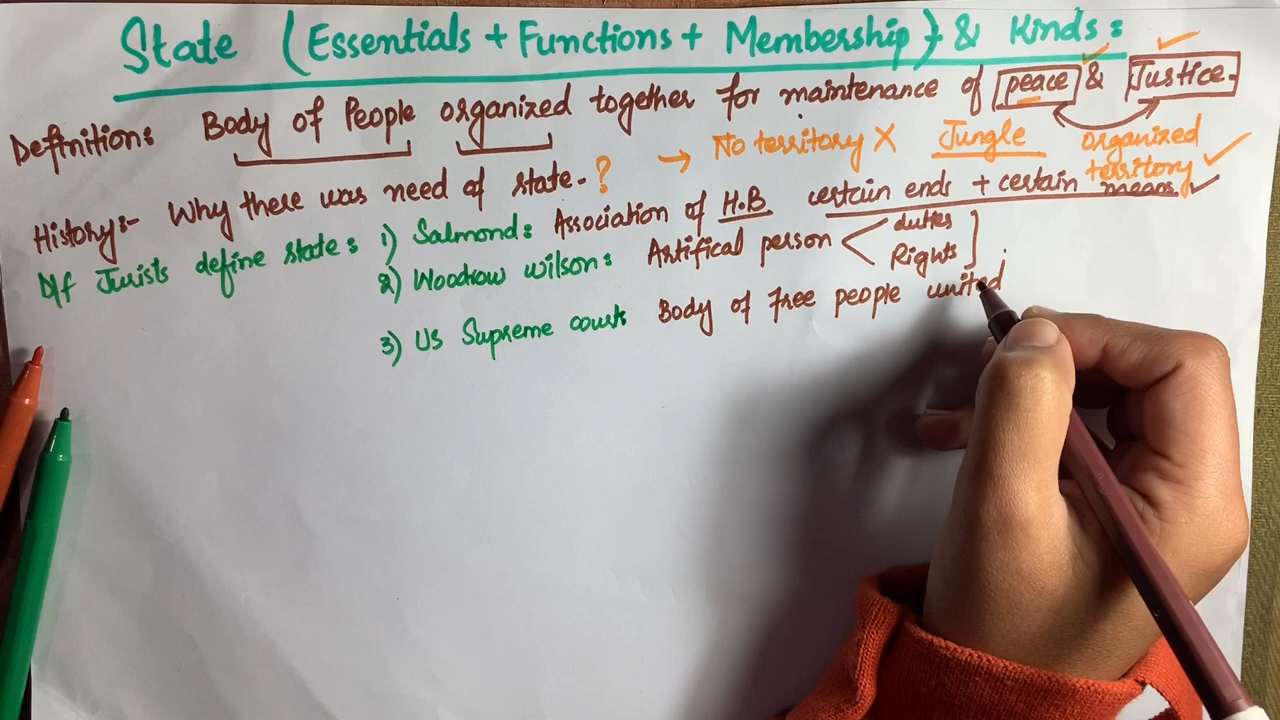 State (Essentials + Functions + Membership) & Kinds:
Definition: Body of People organized together for maintenance of peace & Justice.
→ No territory X Jungle organized territory ✓
History:- Why there was need of state.?
Diff Jurists define state: 1) Salmond: Association of H.B certain ends + certain means ✓
2) Woodrow wilson: Artifical person < duties Rights ]
3) US Supreme court: Body of free people united